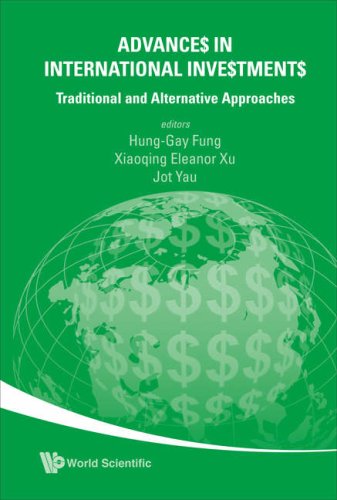 ADVANCE$ IN
INTERNATIONAL INVE$TMENT$
Traditional and Alternative Approaches
editors
Hung-Gay Fung
Xiaoqing Eleanor Xu
Jot Yau
$ $ $ $
$ $ $ $ $
$ $ $ $ $
$ $ $ $ $
World Scientific